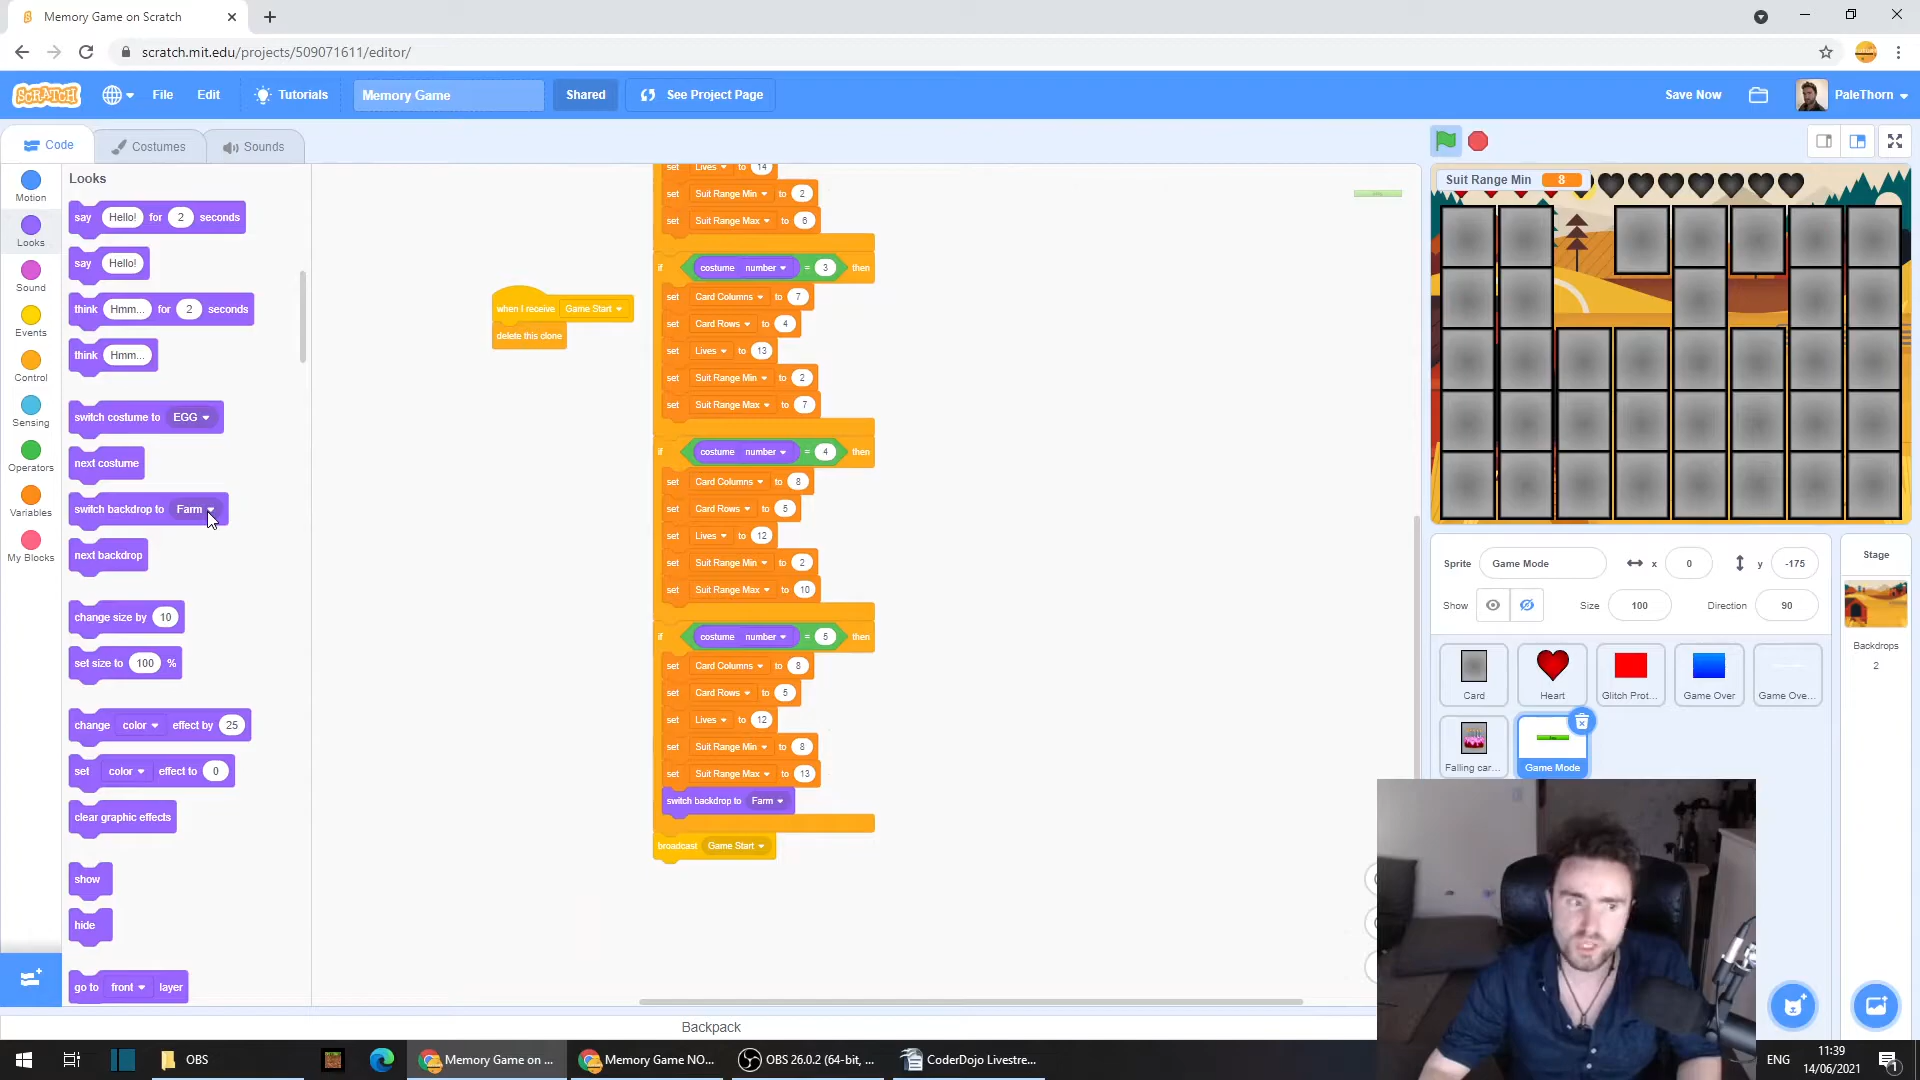 Memory Game on Scratch
scratch.mit.edu/projects/509071611/editor/
SCRATCH
File
Edit
Tutorials
Memory Game
Shared
See Project Page
Save Now
PaleThorn
Code
Costumes
Sounds
Motion
Looks
Sound
Events
Control
Sensing
Operators
Variables
My Blocks
Looks
say Hello! for 2 seconds
say Hello!
think Hmm... for 2 seconds
think Hmm...
switch costume to EGG
next costume
switch backdrop to Farm
next backdrop
change size by 10
set size to 100 %
change color effect by 25
set color effect to 0
clear graphic effects
show
hide
go to front layer
when I receive Game Start
delete this clone
set Lives to 14
set Suit Range Min to 2
set Suit Range Max to 6
if costume number = 3 then
set Card Columns to 7
set Card Rows to 4
set Lives to 13
set Suit Range Min to 2
set Suit Range Max to 7
if costume number = 4 then
set Card Columns to 8
set Card Rows to 5
set Lives to 12
set Suit Range Min to 2
set Suit Range Max to 10
if costume number = 5 then
set Card Columns to 8
set Card Rows to 5
set Lives to 12
set Suit Range Min to 8
set Suit Range Max to 13
switch backdrop to Farm
broadcast Game Start
Backpack
Suit Range Min 8
Sprite Game Mode x 0 y -175
Show Size 100 Direction 90
Card
Heart
Glitch Prot...
Game Over
Game Ove...
Falling car...
Game Mode
Stage
Backdrops
2
OBS
Memory Game on ...
Memory Game NO...
OBS 26.0.2 (64-bit, ...
CoderDojo Livestre...
ENG
11:39
14/06/2021
1